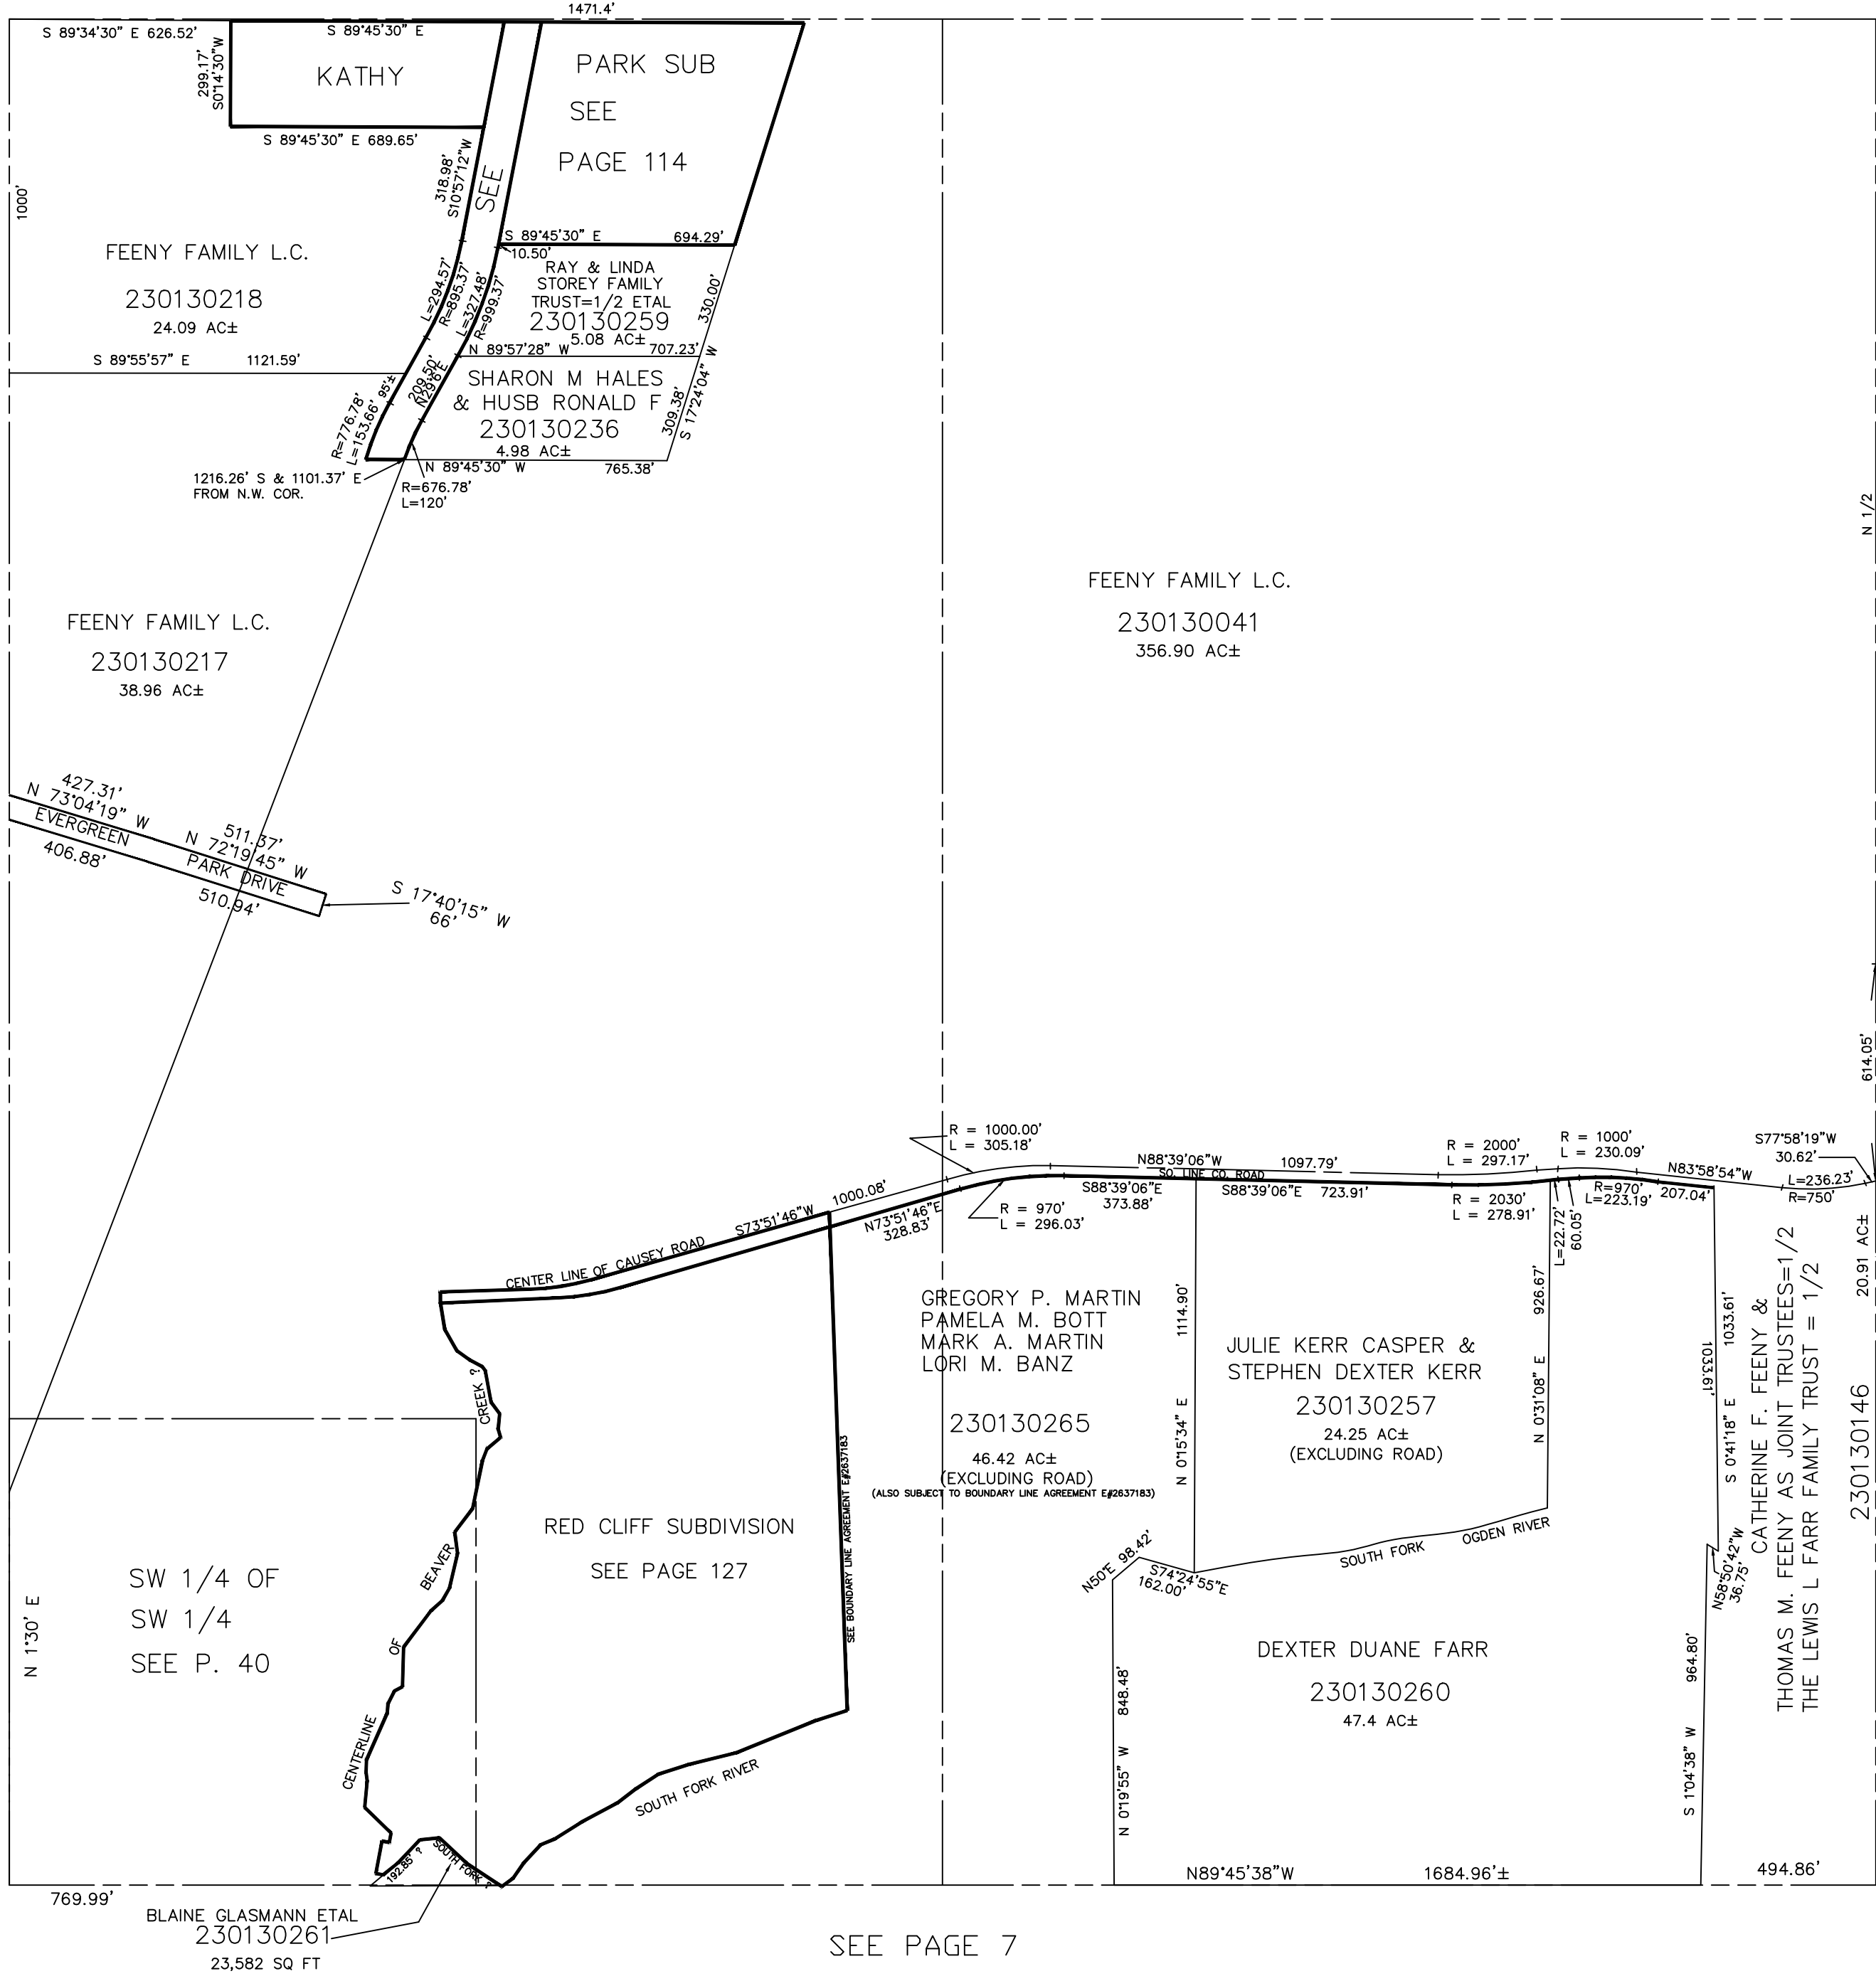 1471.4'
S 89°34'30" E 626.52'
S 89°45'30" E
299.17'
S0°14'30"W
KATHY
S 89°45'30" E 689.65'
PARK SUB
SEE
PAGE 114
1000'
318.98'
S10°57'12"W
SEE
S 89°45'30" E 694.29'
10.50'
FEENY FAMILY L.C.
230130218
24.09 AC±
L=294.57'
R=895.37'
L=327.48'
R=999.37'
RAY & LINDA
STOREY FAMILY
TRUST=1/2 ETAL
230130259
5.08 AC±
330.00'
S 89°55'57" E 1121.59'
N 89°57'28" W 707.23'
95'±
209.50'
N29°6'E
SHARON M HALES
& HUSB RONALD F
230130236
4.98 AC±
309.38'
S 17°24'04" W
R=776.78'
L=153.66'
N 89°45'30" W 765.38'
1216.26' S & 1101.37' E
FROM N.W. COR.
R=676.78'
L=120'
N 1/2
FEENY FAMILY L.C.
230130041
356.90 AC±
FEENY FAMILY L.C.
230130217
38.96 AC±
427.31'
N 73°04'19" W
EVERGREEN
406.88'
511.37'
N 72°19'45" W
PARK DRIVE
510.94'
S 17°40'15" W
66'
614.05'
R = 1000.00'
L = 305.18'
N88°39'06"W 1097.79'
SO. LINE CO. ROAD
R = 2000'
L = 297.17'
R = 1000'
L = 230.09'
S77°58'19"W
30.62'
N83°58'54"W
L=236.23'
R=750'
S73°51'46"W 1000.08'
N73°51'46"E
328.83'
R = 970'
L = 296.03'
S88°39'06"E
373.88'
S88°39'06"E 723.91'
R = 2030'
L = 278.91'
L=22.72'
60.05'
R=970'
L=223.19'
207.04'
CENTER LINE OF CAUSEY ROAD
GREGORY P. MARTIN
PAMELA M. BOTT
MARK A. MARTIN
LORI M. BANZ
230130265
46.42 AC±
(EXCLUDING ROAD)
(ALSO SUBJECT TO BOUNDARY LINE AGREEMENT E#2637183)
N 0°15'34" E 1114.90'
JULIE KERR CASPER &
STEPHEN DEXTER KERR
230130257
24.25 AC±
(EXCLUDING ROAD)
N 0°31'08" E 926.67'
1033.61'
S 0°41'18" E 1033.61'
CATHERINE F. FEENY &
THOMAS M. FEENY AS JOINT TRUSTEES=1/2
THE LEWIS L FARR FAMILY TRUST = 1/2
230130146
20.91 AC±
CREEK ?
BEAVER
OF
CENTERLINE
SEE BOUNDARY LINE AGREEMENT E#2637183
RED CLIFF SUBDIVISION
SEE PAGE 127
SW 1/4 OF
SW 1/4
SEE P. 40
N 1°30' E
SOUTH FORK OGDEN RIVER
N50°E 98.42'
S74°24'55"E
162.00'
N58°50'42"W
36.75'
DEXTER DUANE FARR
230130260
47.4 AC±
N 0°19'55" W 848.48'
S 1°04'38" W 964.80'
SOUTH FORK RIVER
192.85' ?
SOUTH FORK ?
N89°45'38"W 1684.96'±
494.86'
769.99'
BLAINE GLASMANN ETAL
230130261
23,582 SQ FT
SEE PAGE 7